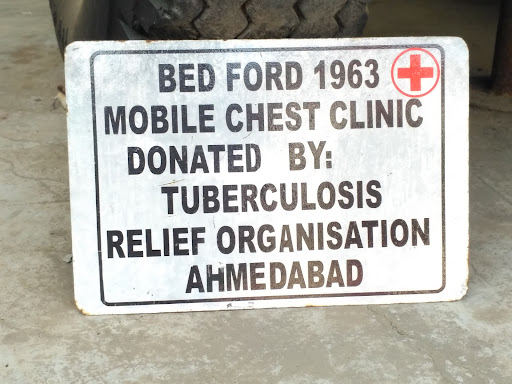 BED FORD 1963
MOBILE CHEST CLINIC
DONATED BY:
TUBERCULOSIS
RELIEF ORGANISATION
AHMEDABAD